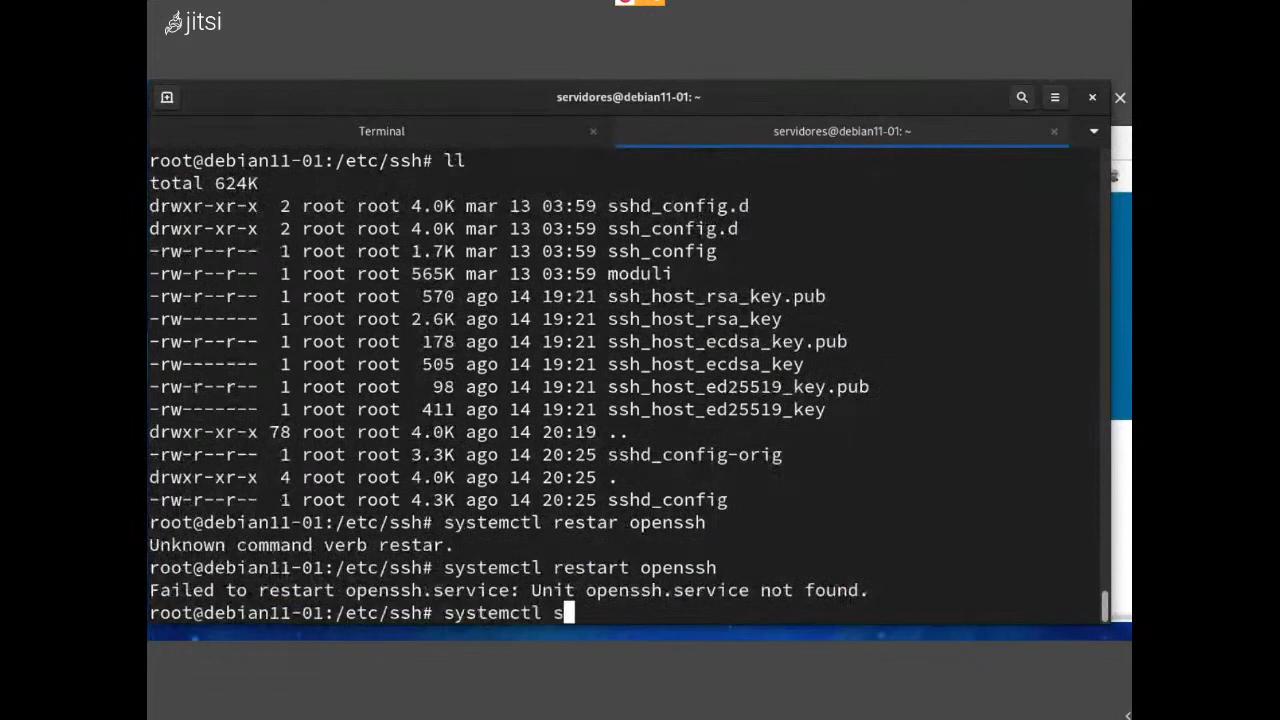 jitsi
servidores@debian11-01: ~
Terminal
servidores@debian11-01: ~
root@debian11-01:/etc/ssh# ll
total 624K
drwxr-xr-x  2 root root 4.0K mar 13 03:59 sshd_config.d
drwxr-xr-x  2 root root 4.0K mar 13 03:59 ssh_config.d
-rw-r--r--  1 root root 1.7K mar 13 03:59 ssh_config
-rw-r--r--  1 root root 565K mar 13 03:59 moduli
-rw-r--r--  1 root root  570 ago 14 19:21 ssh_host_rsa_key.pub
-rw-------  1 root root 2.6K ago 14 19:21 ssh_host_rsa_key
-rw-r--r--  1 root root  178 ago 14 19:21 ssh_host_ecdsa_key.pub
-rw-------  1 root root  505 ago 14 19:21 ssh_host_ecdsa_key
-rw-r--r--  1 root root   98 ago 14 19:21 ssh_host_ed25519_key.pub
-rw-------  1 root root  411 ago 14 19:21 ssh_host_ed25519_key
drwxr-xr-x 78 root root 4.0K ago 14 20:19 ..
-rw-r--r--  1 root root 3.3K ago 14 20:25 sshd_config-orig
drwxr-xr-x  4 root root 4.0K ago 14 20:25 .
-rw-r--r--  1 root root 4.3K ago 14 20:25 sshd_config
root@debian11-01:/etc/ssh# systemctl restar openssh
Unknown command verb restar.
root@debian11-01:/etc/ssh# systemctl restart openssh
Failed to restart openssh.service: Unit openssh.service not found.
root@debian11-01:/etc/ssh# systemctl s